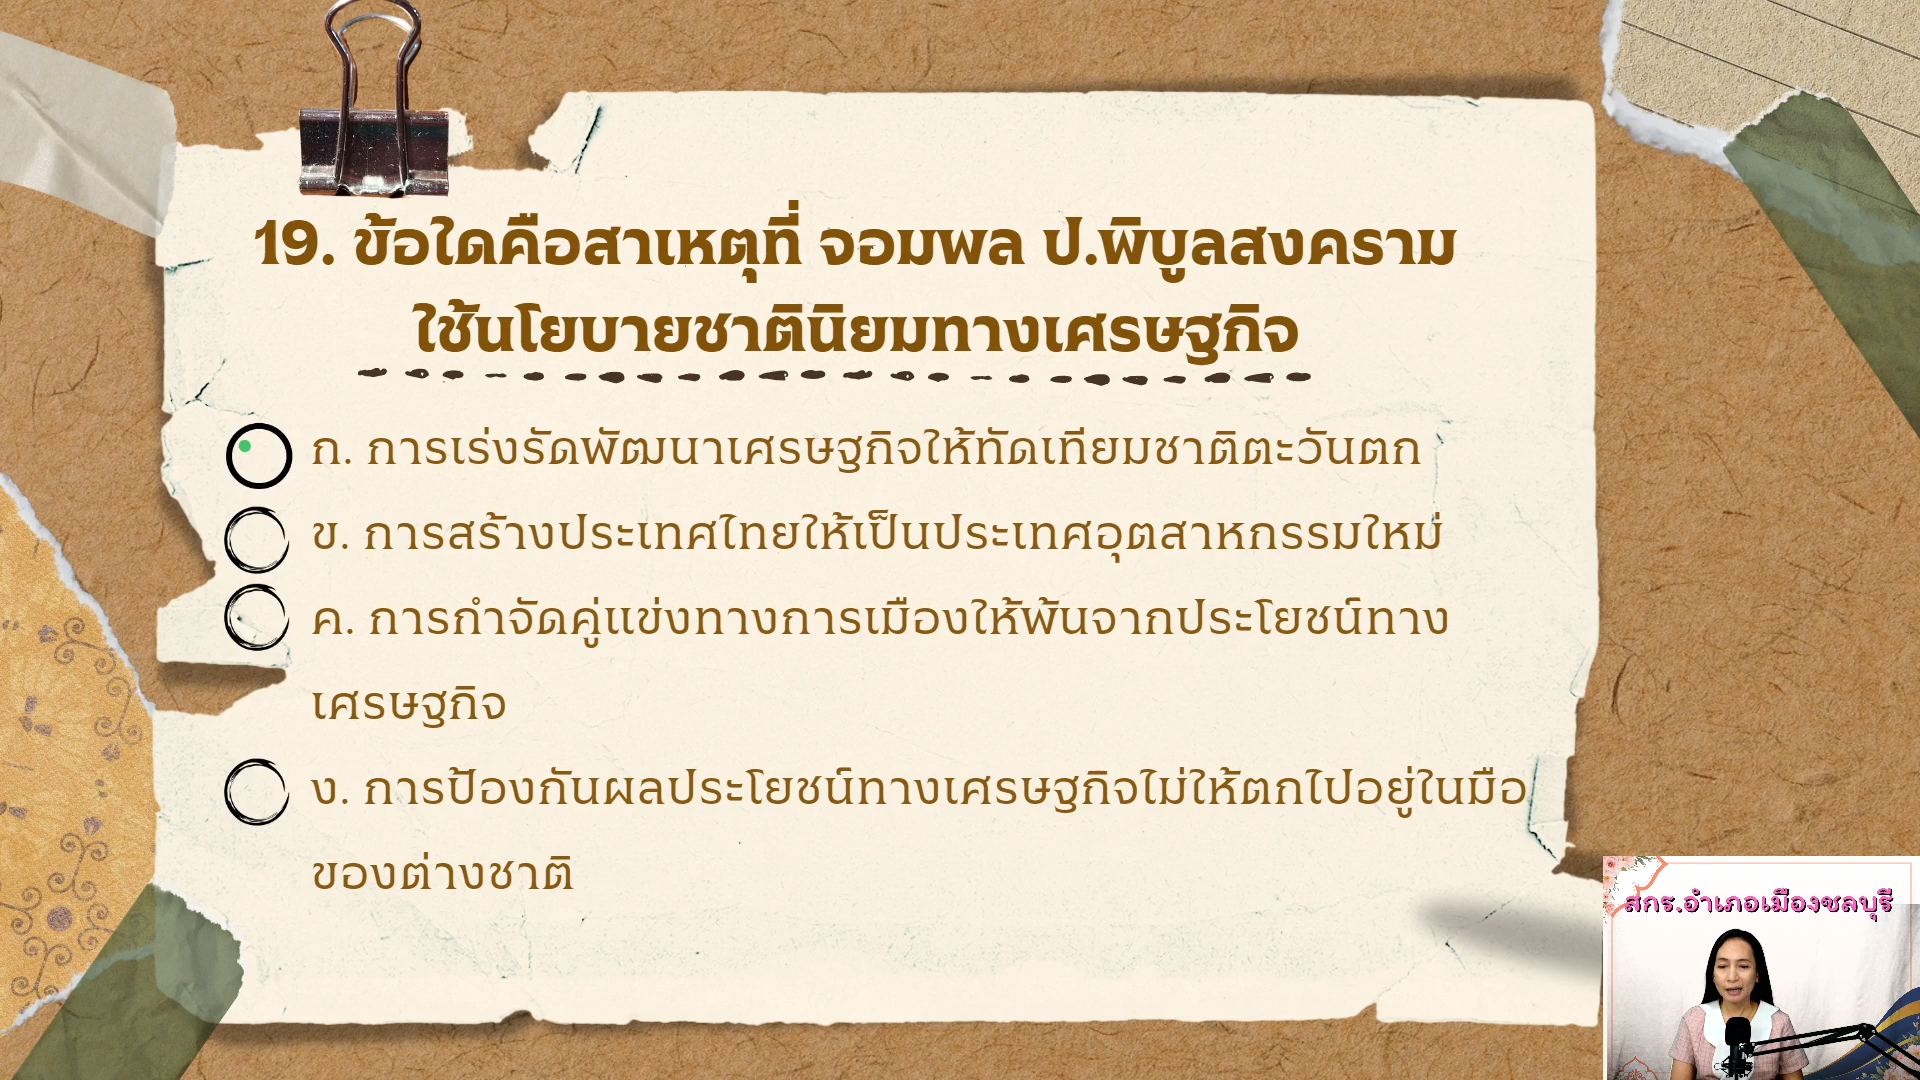 19. ข้อใดคือสาเหตุที่ จอมพล ป.พิบูลสงคราม
ใช้นโยบายชาตินิยมทางเศรษฐกิจ
ก. การเร่งรัดพัฒนาเศรษฐกิจให้ทัดเทียมชาติตะวันตก
ข. การสร้างประเทศไทยให้เป็นประเทศอุตสาหกรรมใหม่
ค. การกำจัดคู่แข่งทางการเมืองให้พ้นจากประโยชน์ทาง
เศรษฐกิจ
ง. การป้องกันผลประโยชน์ทางเศรษฐกิจไม่ให้ตกไปอยู่ในมือ
ของต่างชาติ
สกร.อำเภอเมืองชลบุรี